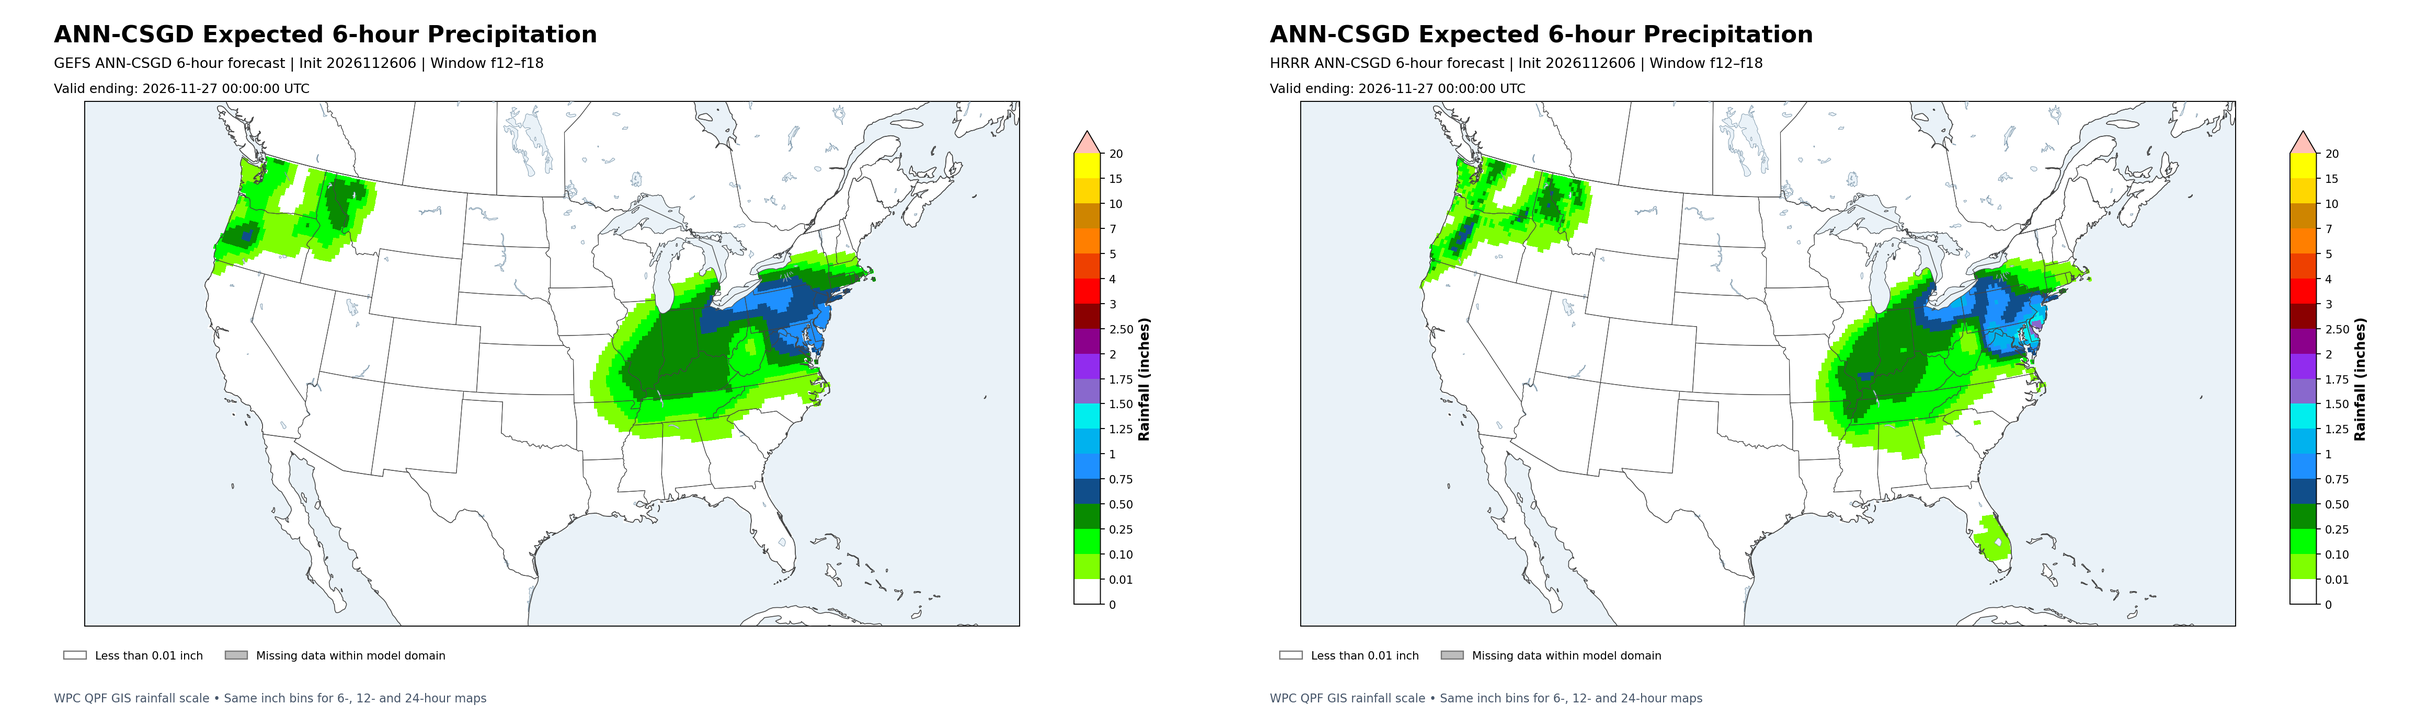 ANN-CSGD Expected 6-hour Precipitation
GEFS ANN-CSGD 6-hour forecast | Init 2026112606 | Window f12–f18
Valid ending: 2026-11-27 00:00:00 UTC
20
15
10
7
5
4
3
2.50
2
1.75
1.50
1.25
1
0.75
0.50
0.25
0.10
0.01
0
Rainfall (inches)
Less than 0.01 inch
Missing data within model domain
WPC QPF GIS rainfall scale • Same inch bins for 6-, 12- and 24-hour maps
ANN-CSGD Expected 6-hour Precipitation
HRRR ANN-CSGD 6-hour forecast | Init 2026112606 | Window f12–f18
Valid ending: 2026-11-27 00:00:00 UTC
20
15
10
7
5
4
3
2.50
2
1.75
1.50
1.25
1
0.75
0.50
0.25
0.10
0.01
0
Rainfall (inches)
Less than 0.01 inch
Missing data within model domain
WPC QPF GIS rainfall scale • Same inch bins for 6-, 12- and 24-hour maps